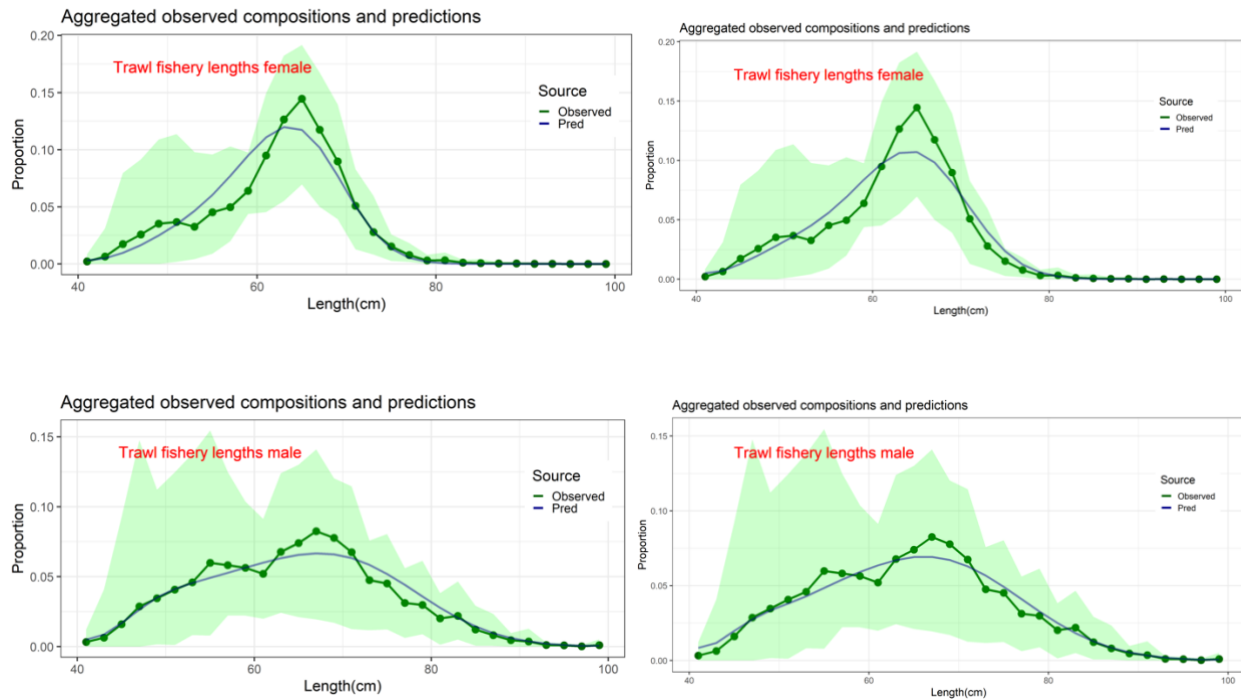 Aggregated observed compositions and predictions
0.20
0.15
0.10
0.05
0.00
Proportion
Trawl fishery lengths female
Source
Observed
Pred
40
60
80
100
Length(cm)
Aggregated observed compositions and predictions
0.20
0.15
0.10
0.05
0.00
Proportion
Trawl fishery lengths female
Source
Observed
Pred
40
60
80
100
Length(cm)
Aggregated observed compositions and predictions
0.15
0.10
0.05
0.00
Proportion
Trawl fishery lengths male
Source
Observed
Pred
40
60
80
100
Length(cm)
Aggregated observed compositions and predictions
0.15
0.10
0.05
0.00
Proportion
Trawl fishery lengths male
Source
Observed
Pred
40
60
80
100
Length(cm)